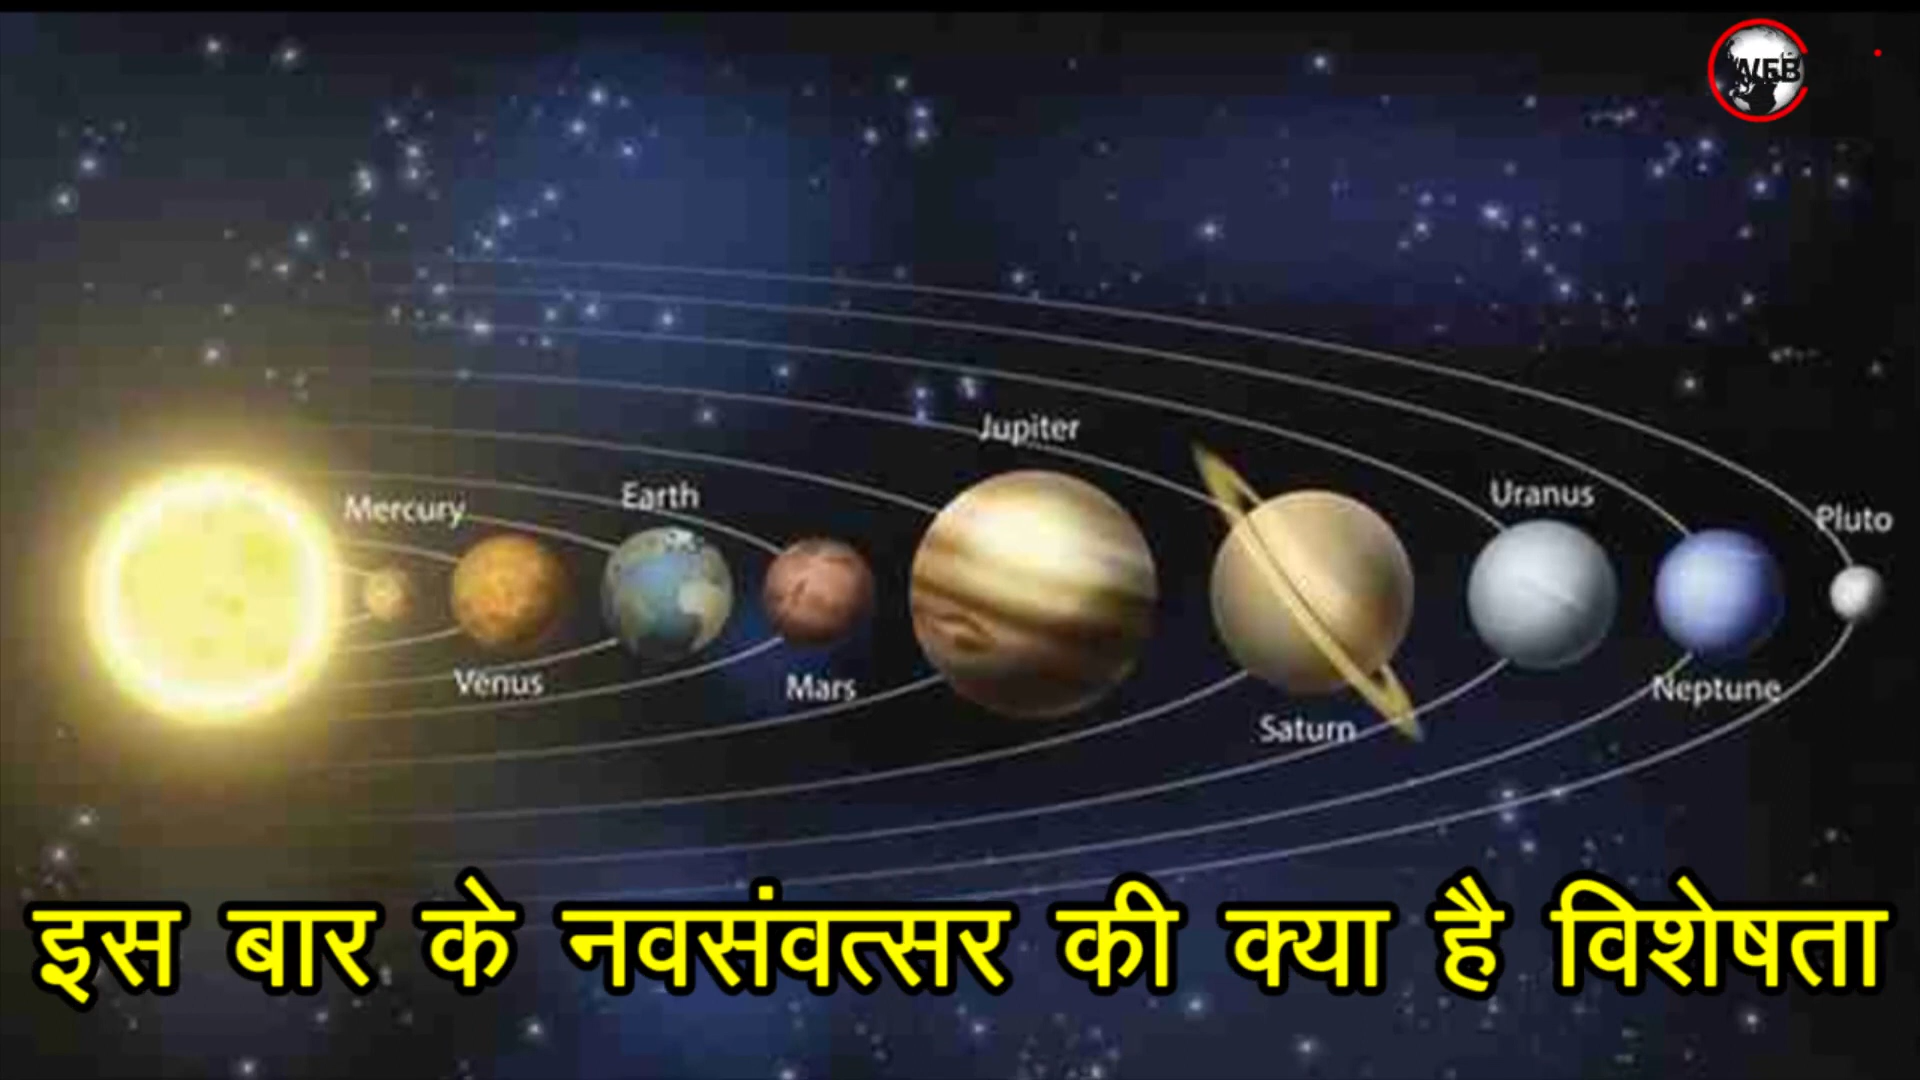 WEB
Jupiter
Mercury
Earth
Uranus
Pluto
Venus
Mars
Saturn
Neptune
इस बार के नवसंवत्सर की क्या है विशेषता